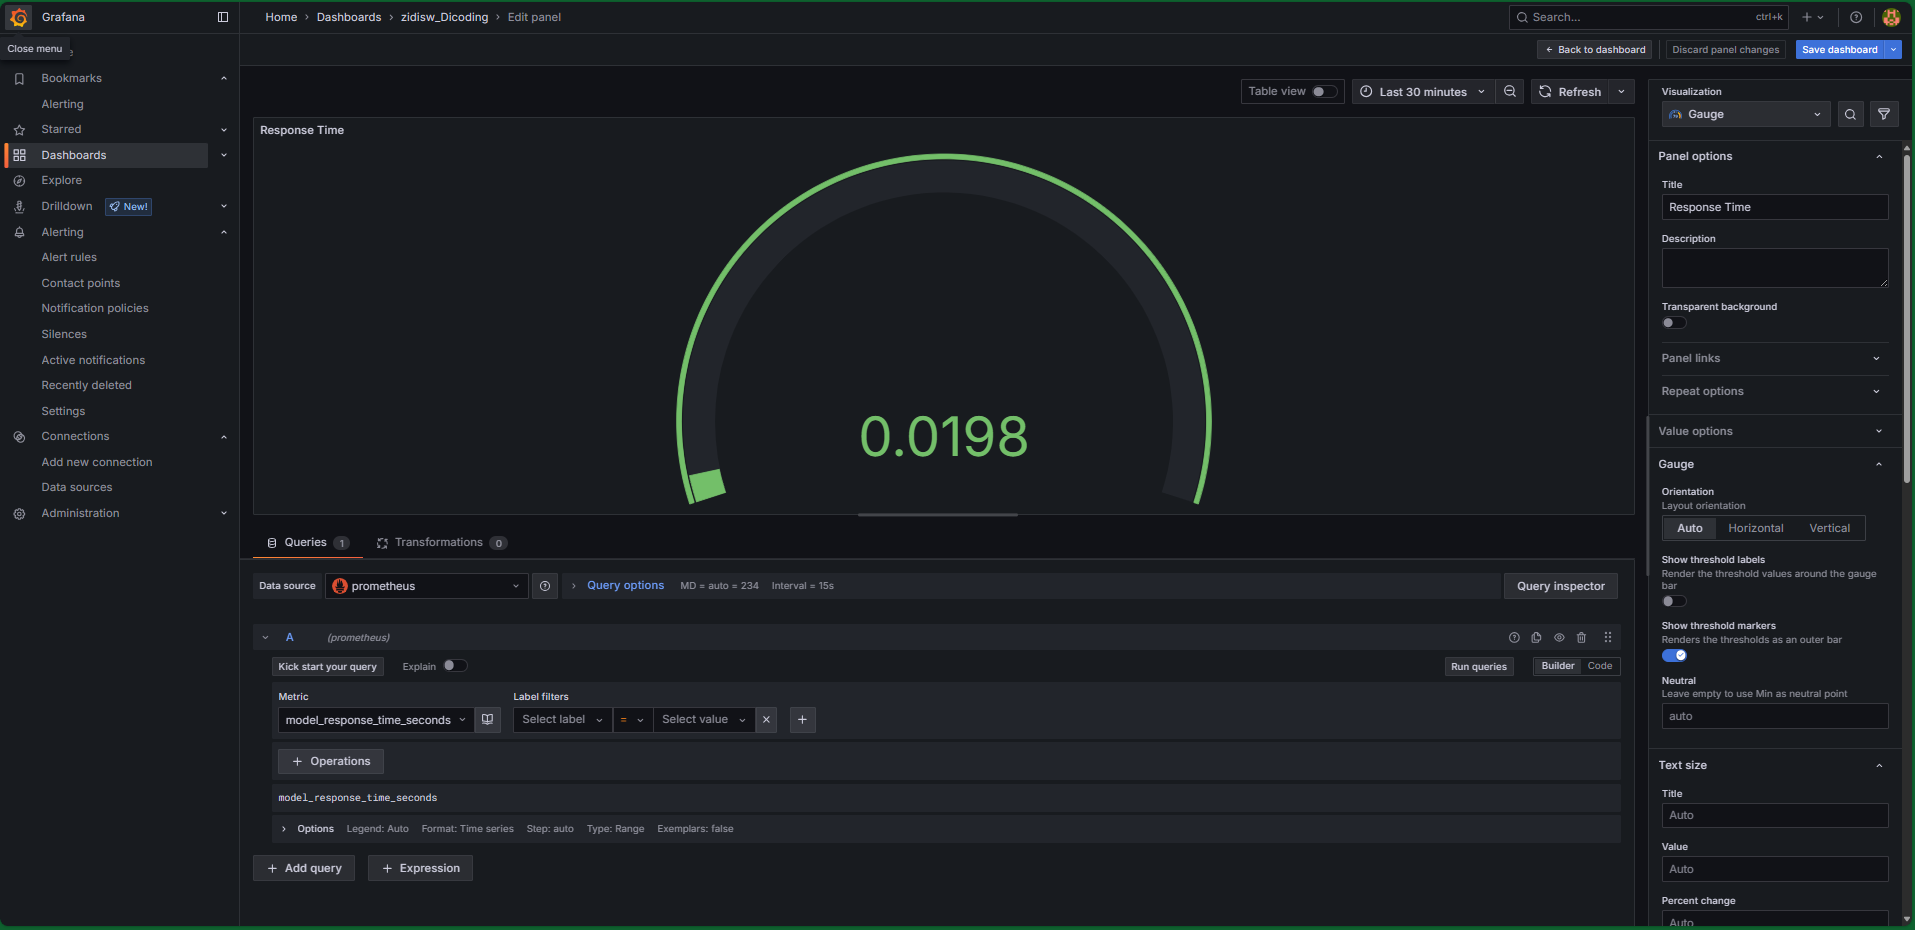 Grafana
Home › Dashboards › zidisw_Dicoding › Edit panel
Search...
ctrl+k
Close menu
Back to dashboard
Discard panel changes
Save dashboard
Bookmarks
Alerting
Starred
Dashboards
Explore
Drilldown
New!
Alerting
Alert rules
Contact points
Notification policies
Silences
Active notifications
Recently deleted
Settings
Connections
Add new connection
Data sources
Administration
Table view
Last 30 minutes
Refresh
Response Time
0.0198
Queries 1
Transformations 0
Data source
prometheus
Query options
MD = auto = 234
Interval = 15s
Query inspector
A
(prometheus)
Kick start your query
Explain
Run queries
Builder
Code
Metric
Label filters
model_response_time_seconds
Select label
=
Select value
+ Operations
model_response_time_seconds
Options
Legend: Auto
Format: Time series
Step: auto
Type: Range
Exemplars: false
+ Add query
+ Expression
Visualization
Gauge
Panel options
Title
Response Time
Description
Transparent background
Panel links
Repeat options
Value options
Gauge
Orientation
Layout orientation
Auto
Horizontal
Vertical
Show threshold labels
Render the threshold values around the gauge
bar
Show threshold markers
Renders the thresholds as an outer bar
Neutral
Leave empty to use Min as neutral point
auto
Text size
Title
Auto
Value
Auto
Percent change
Auto